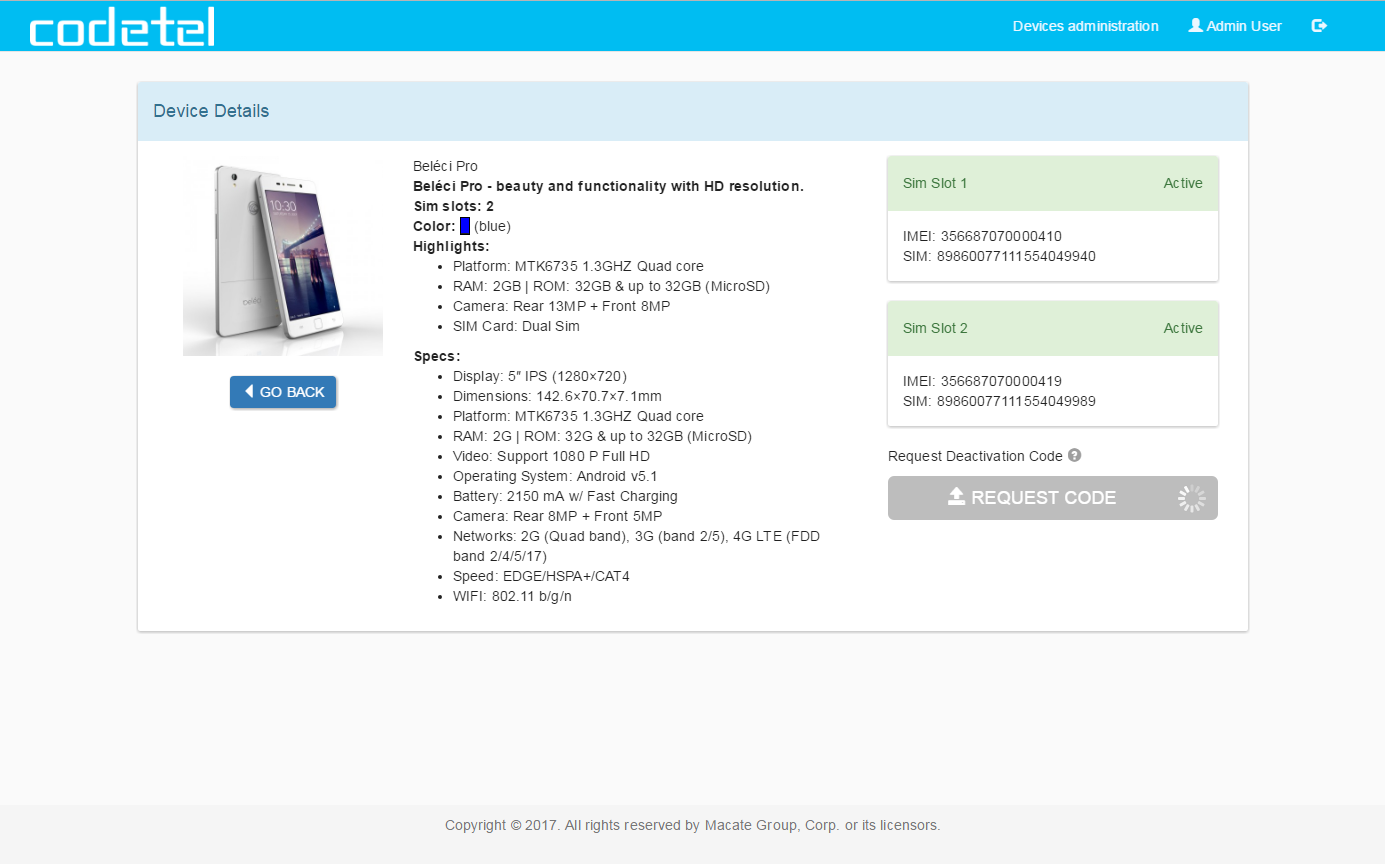 codetel
Devices administration
Admin User
Device Details
10:30
GO BACK
Beléci Pro
Beléci Pro - beauty and functionality with HD resolution.
Sim slots: 2
Color: (blue)
Highlights:
• Platform: MTK6735 1.3GHZ Quad core
• RAM: 2GB | ROM: 32GB & up to 32GB (MicroSD)
• Camera: Rear 13MP + Front 8MP
• SIM Card: Dual Sim
Specs:
• Display: 5″ IPS (1280×720)
• Dimensions: 142.6×70.7×7.1mm
• Platform: MTK6735 1.3GHZ Quad core
• RAM: 2G | ROM: 32G & up to 32GB (MicroSD)
• Video: Support 1080 P Full HD
• Operating System: Android v5.1
• Battery: 2150 mA w/ Fast Charging
• Camera: Rear 8MP + Front 5MP
• Networks: 2G (Quad band), 3G (band 2/5), 4G LTE (FDD
band 2/4/5/17)
• Speed: EDGE/HSPA+/CAT4
• WIFI: 802.11 b/g/n
Sim Slot 1 Active
IMEI: 356687070000410
SIM: 89860077111554049940
Sim Slot 2 Active
IMEI: 356687070000419
SIM: 89860077111554049989
Request Deactivation Code ?
REQUEST CODE
Copyright © 2017. All rights reserved by Macate Group, Corp. or its licensors.